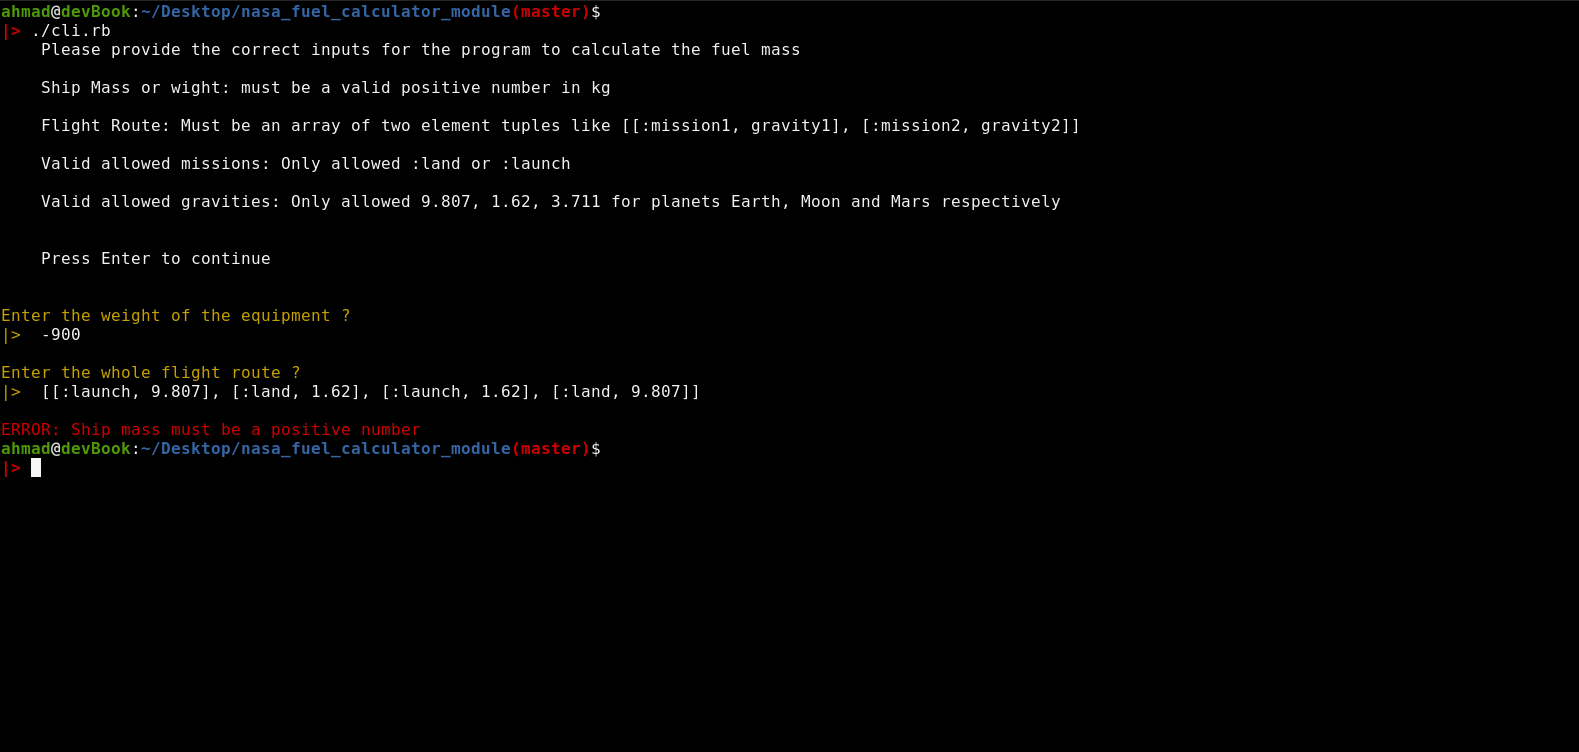 ahmad@devBook:~/Desktop/nasa_fuel_calculator_module(master)$
|> ./cli.rb
Please provide the correct inputs for the program to calculate the fuel mass
Ship Mass or wight: must be a valid positive number in kg
Flight Route: Must be an array of two element tuples like [[:mission1, gravity1], [:mission2, gravity2]]
Valid allowed missions: Only allowed :land or :launch
Valid allowed gravities: Only allowed 9.807, 1.62, 3.711 for planets Earth, Moon and Mars respectively
Press Enter to continue
Enter the weight of the equipment ?
|>  -900
Enter the whole flight route ?
|>  [[:launch, 9.807], [:land, 1.62], [:launch, 1.62], [:land, 9.807]]
ERROR: Ship mass must be a positive number
ahmad@devBook:~/Desktop/nasa_fuel_calculator_module(master)$
|>